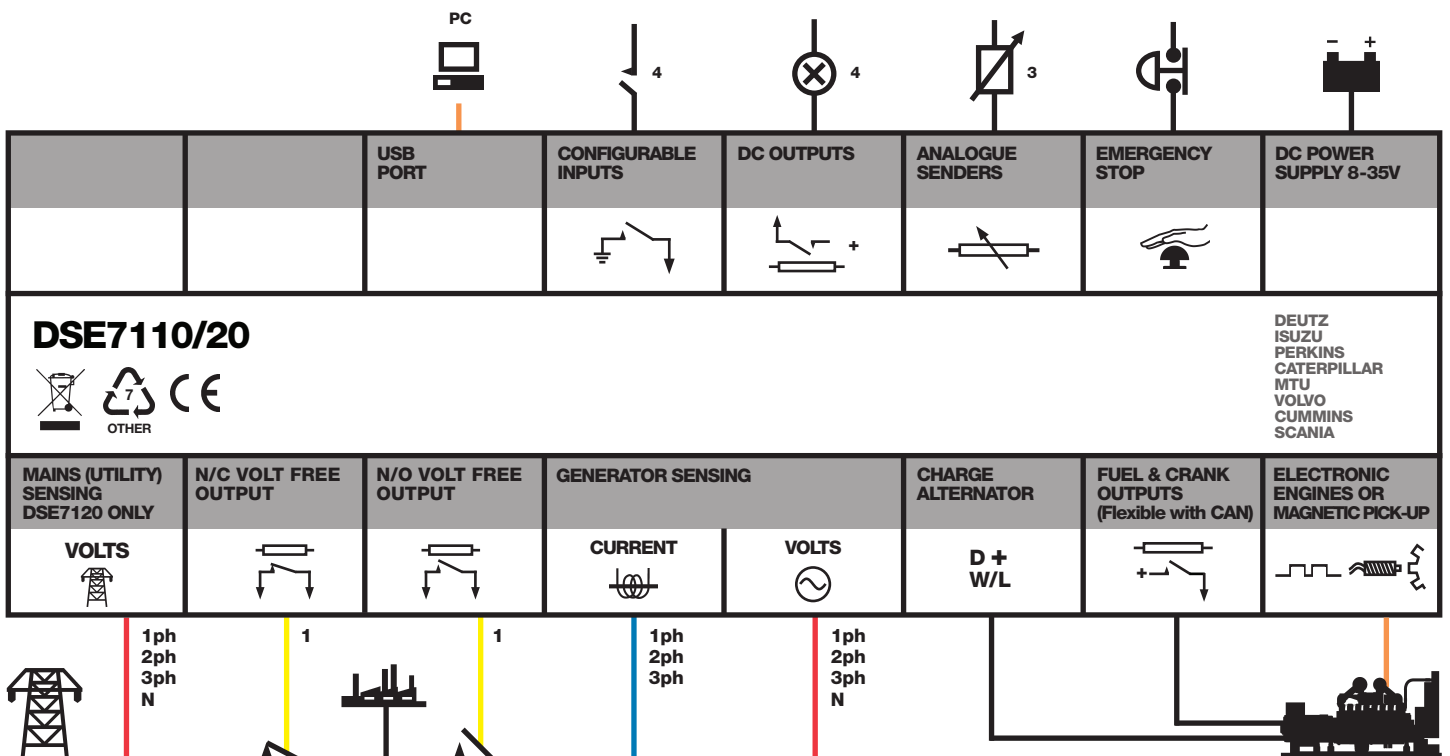 PC
4
4
3
- +
USB
PORT
CONFIGURABLE
INPUTS
DC OUTPUTS
ANALOGUE
SENDERS
EMERGENCY
STOP
DC POWER
SUPPLY 8-35V
+
DSE7110/20
7
OTHER
CE
DEUTZ
ISUZU
PERKINS
CATERPILLAR
MTU
VOLVO
CUMMINS
SCANIA
MAINS (UTILITY)
SENSING
DSE7120 ONLY
VOLTS
N/C VOLT FREE
OUTPUT
N/O VOLT FREE
OUTPUT
GENERATOR SENSING
CURRENT
VOLTS
CHARGE
ALTERNATOR
D +
W/L
FUEL & CRANK
OUTPUTS
(Flexible with CAN)
+
ELECTRONIC
ENGINES OR
MAGNETIC PICK-UP
1ph
2ph
3ph
N
1
1
1ph
2ph
3ph
1ph
2ph
3ph
N